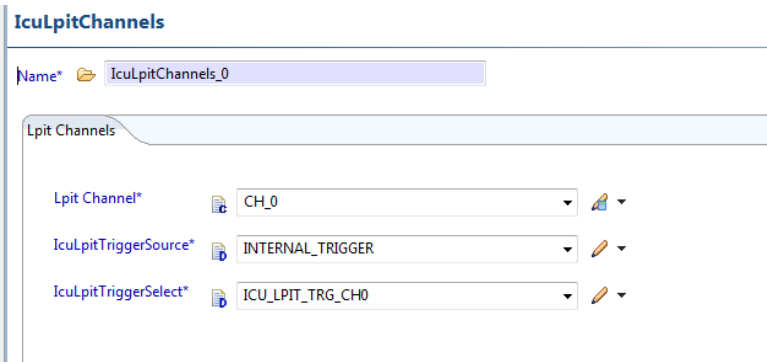 IcuLpitChannels
Name* IcuLpitChannels_0
Lpit Channels
Lpit Channel* CH_0
IcuLpitTriggerSource* INTERNAL_TRIGGER
IcuLpitTriggerSelect* ICU_LPIT_TRG_CH0